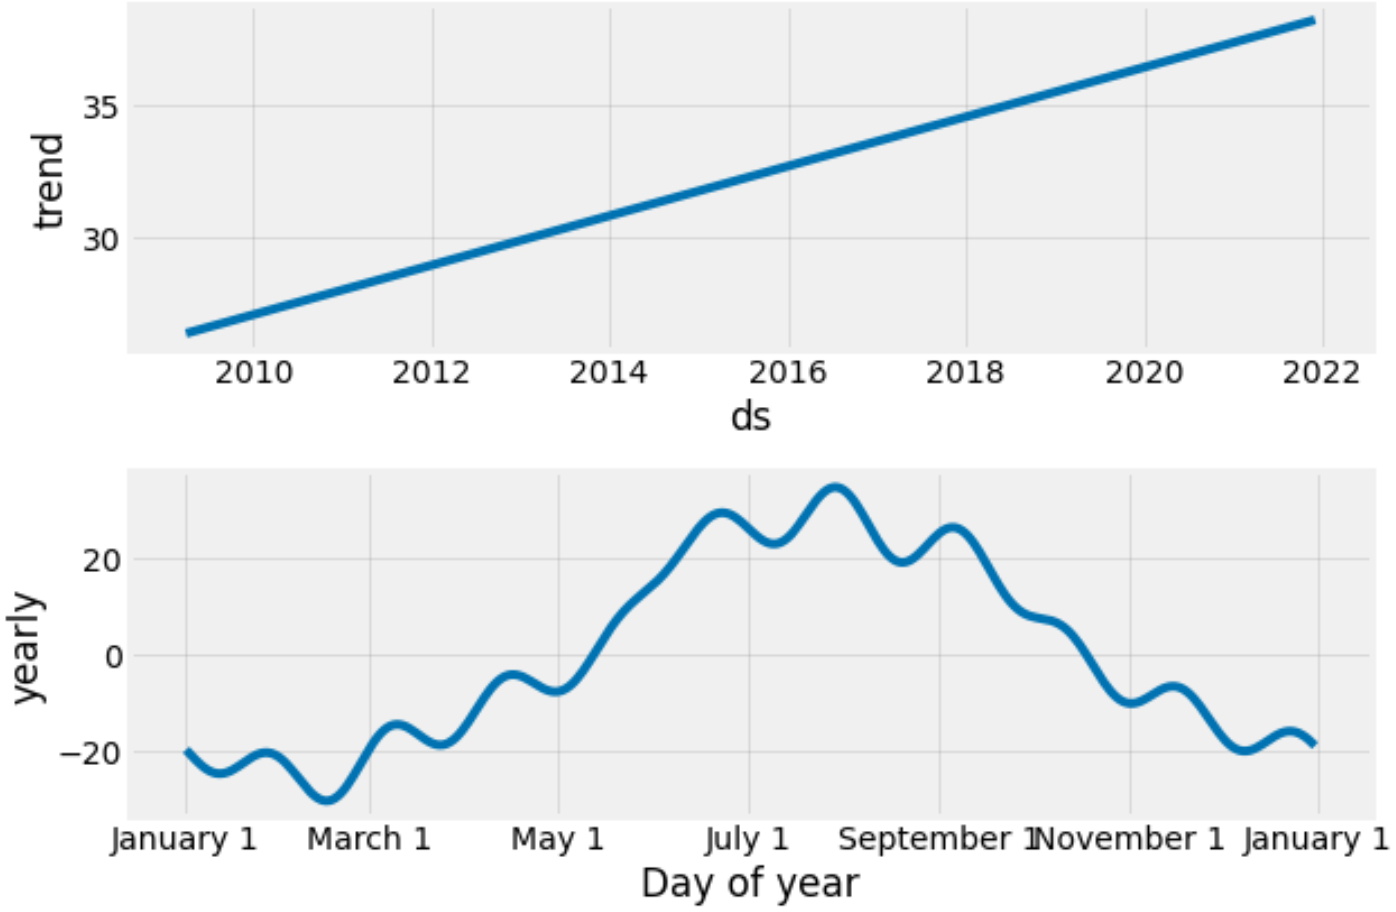 trend
35
30
2010 2012 2014 2016 2018 2020 2022
ds
yearly
20
0
−20
January 1 March 1 May 1 July 1 September 1 November 1 January 1
Day of year